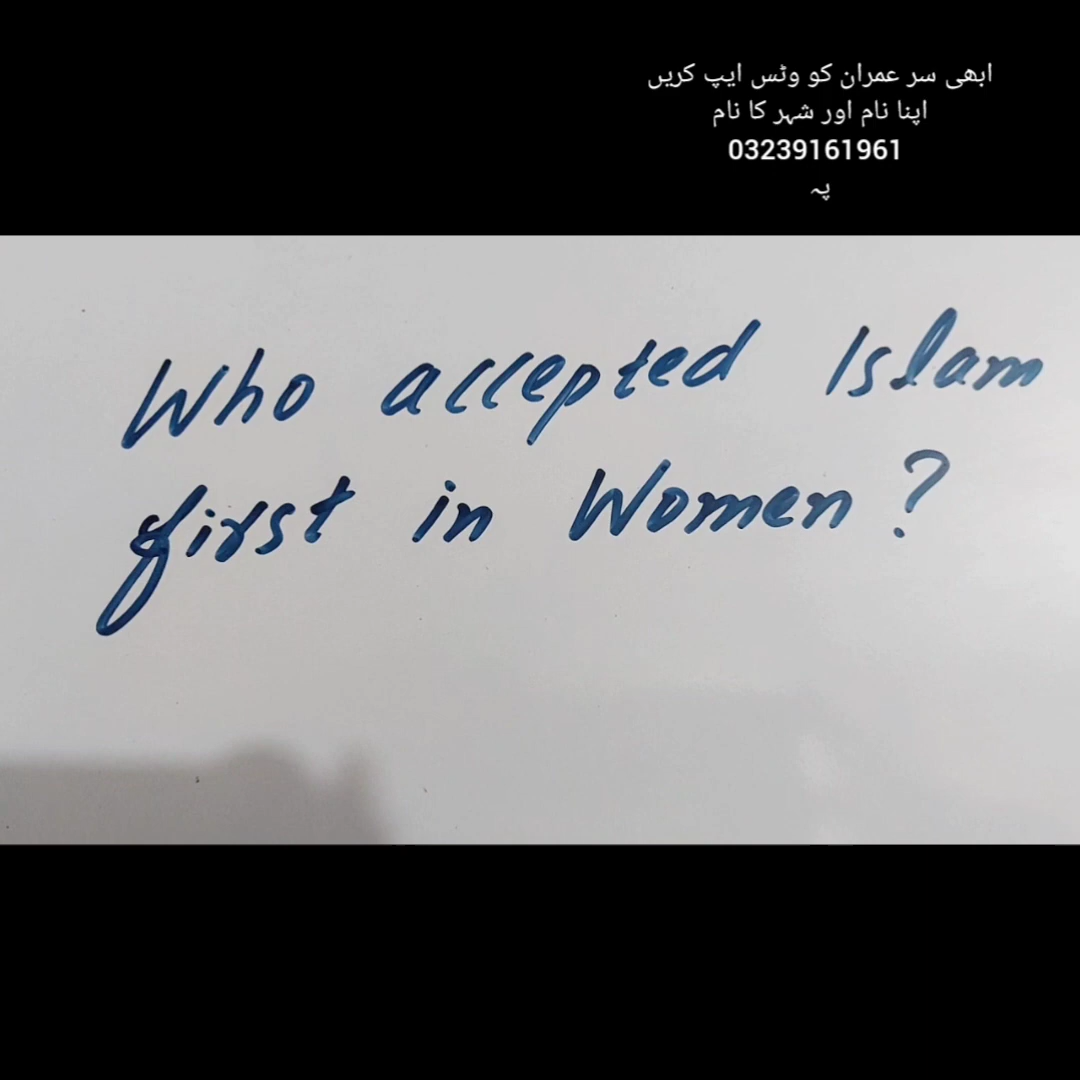 ابھی سر عمران کو وٹس ایپ کریں
اپنا نام اور شہر کا نام
03239161961
پہ
Who accepted Islam
first in Women?